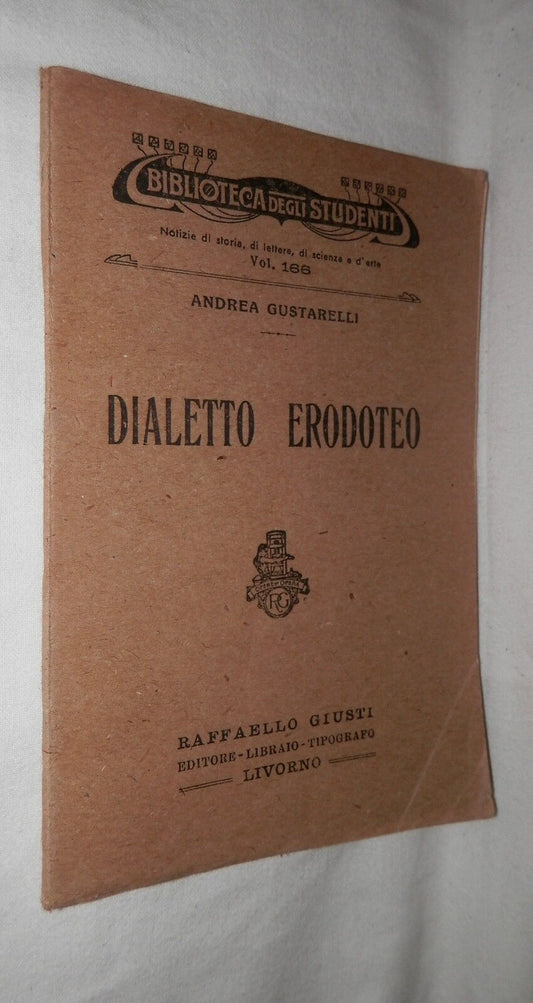 BIBLIOTECA DEGLI STUDENTI
Notizie di storia, di lettere, di scienze e d'arte
Vol. 166
ANDREA GUSTARELLI
DIALETTO ERODOTEO
RG
RAFFAELLO GIUSTI
EDITORE-LIBRAIO-TIPOGRAFO
LIVORNO